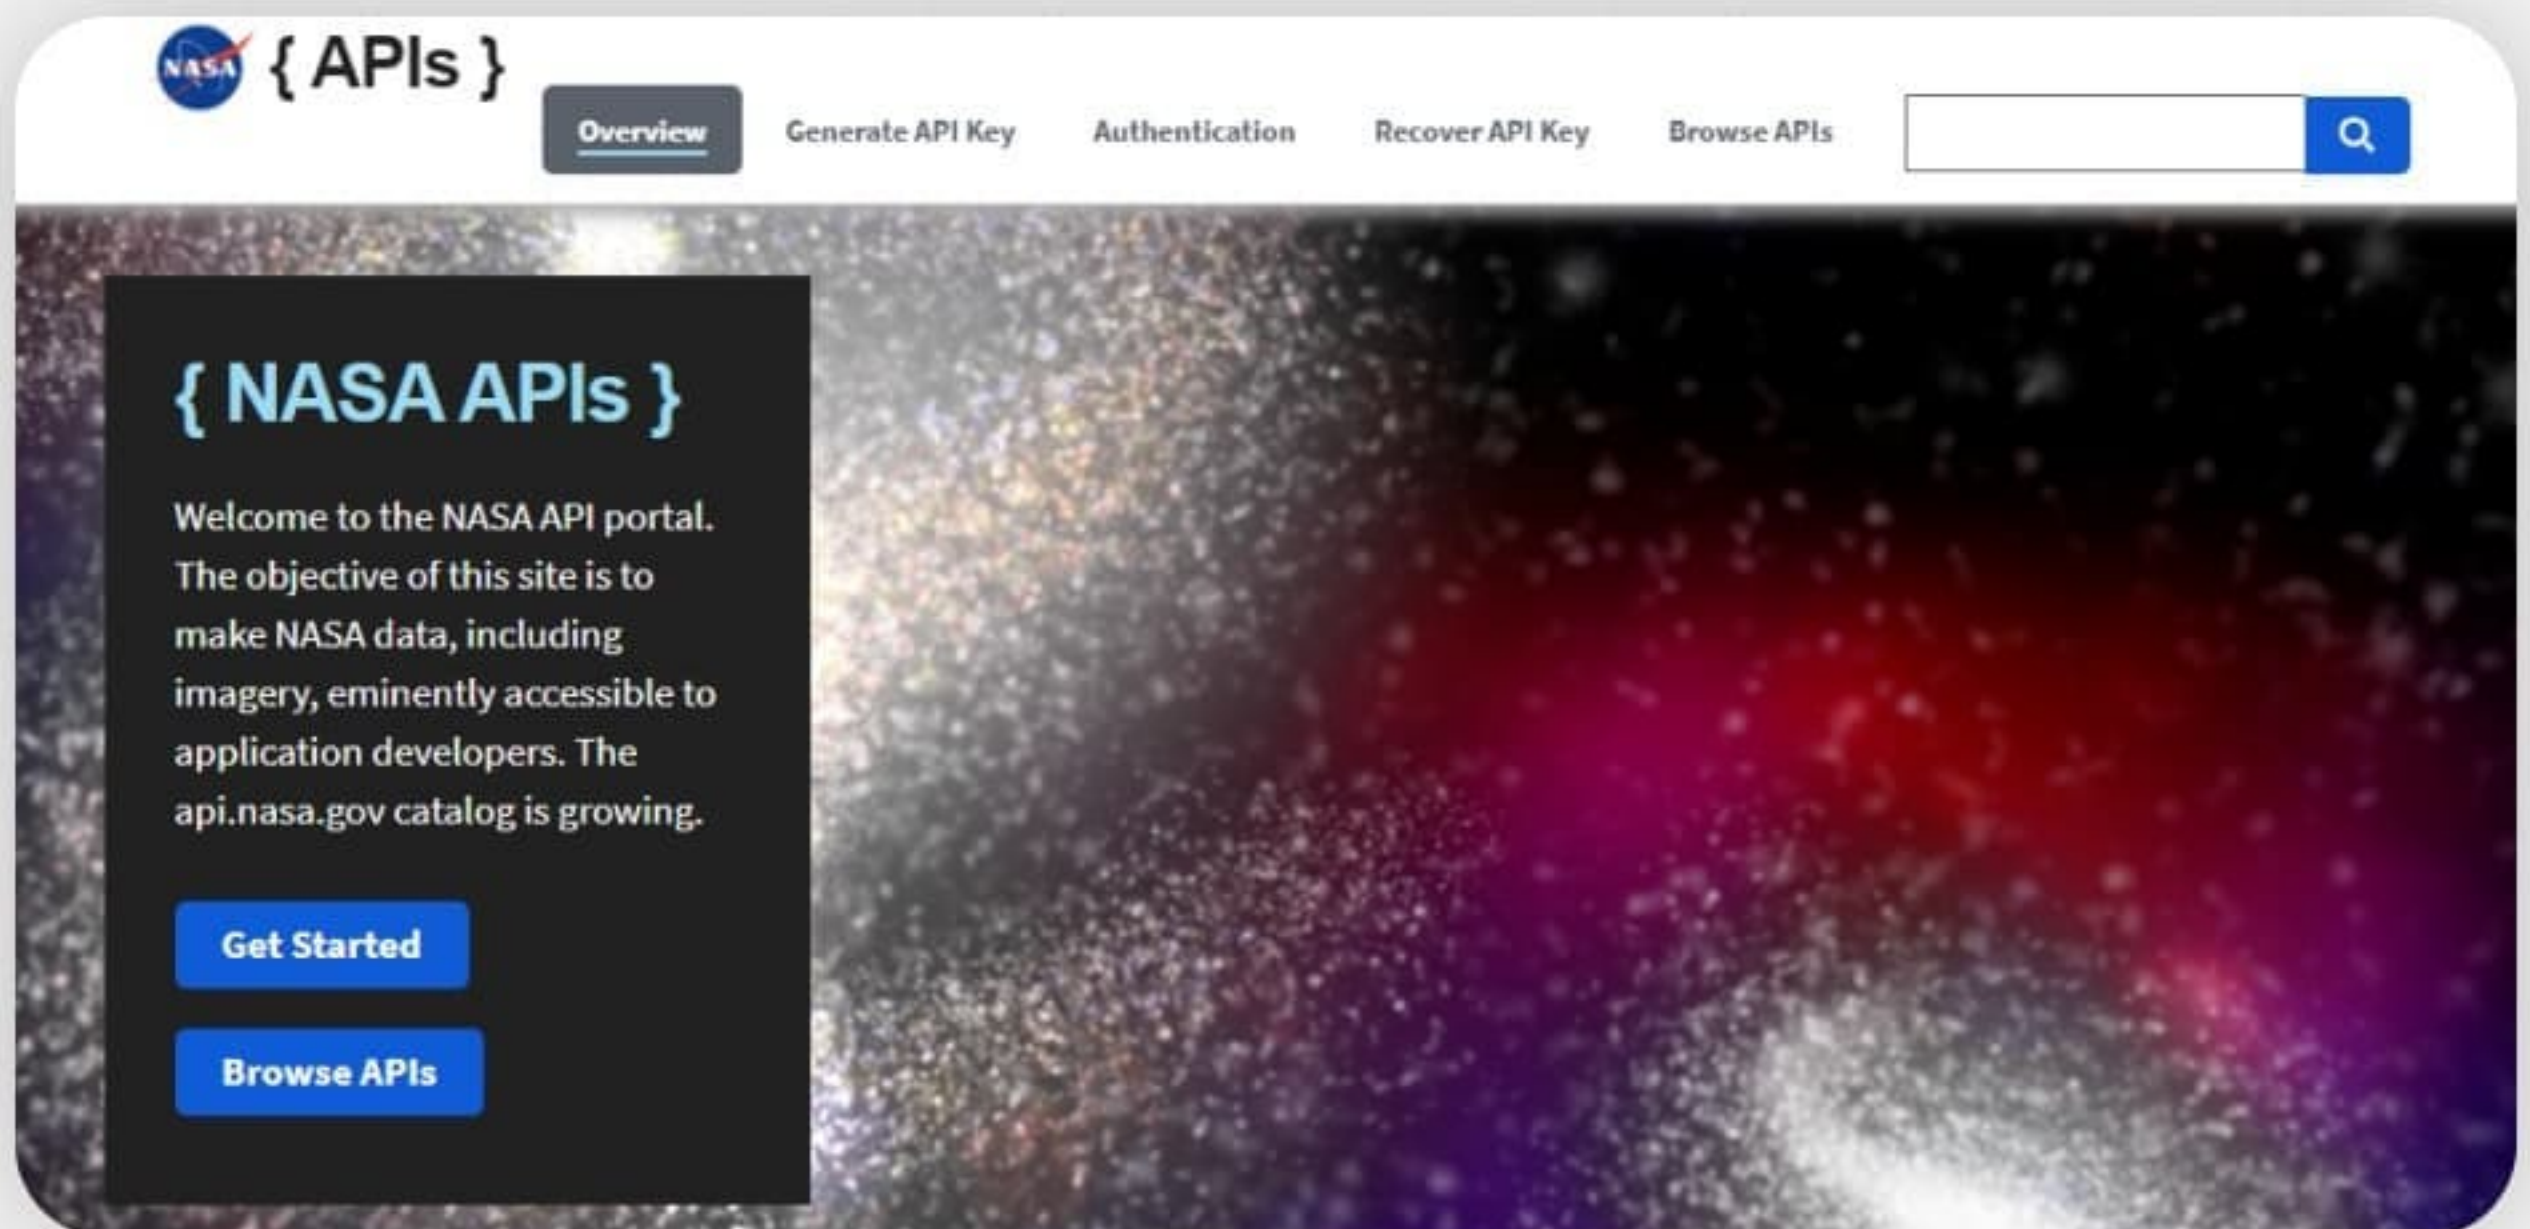 NASA { APIs }
Overview Generate API Key Authentication Recover API Key Browse APIs
{ NASA APIs }
Welcome to the NASA API portal.
The objective of this site is to
make NASA data, including
imagery, eminently accessible to
application developers. The
api.nasa.gov catalog is growing.
Get Started
Browse APIs